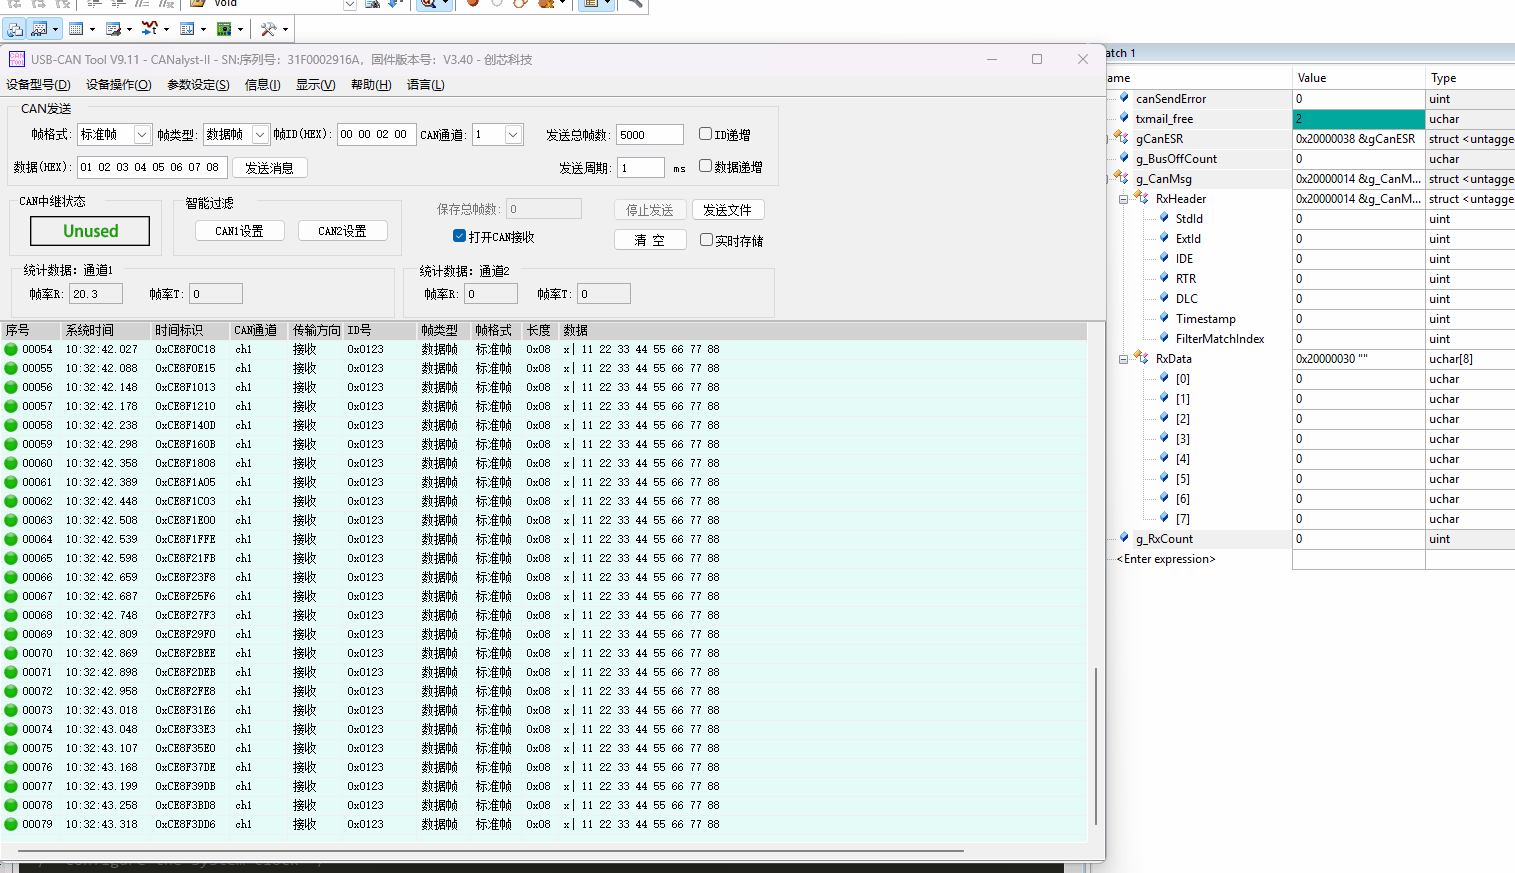 void
USB-CAN Tool V9.11 - CANalyst-II - SN:序列号：31F0002916A，固件版本号：V3.40 - 创芯科技
设备型号(D) 设备操作(O) 参数设定(S) 信息(I) 显示(V) 帮助(H) 语言(L)
CAN发送
帧格式: 标准帧 帧类型: 数据帧 帧ID(HEX): 00 00 02 00 CAN通道: 1 发送总帧数: 5000 ID递增
数据(HEX): 01 02 03 04 05 06 07 08 发送消息 发送周期: 1 ms 数据递增
CAN中继状态
Unused
智能过滤
CAN1设置 CAN2设置
保存总帧数: 0 停止发送 发送文件
打开CAN接收 清 空 实时存储
统计数据: 通道1
帧率R: 20.3 帧率T: 0
统计数据: 通道2
帧率R: 0 帧率T: 0
序号 系统时间 时间标识 CAN通道 传输方向 ID号 帧类型 帧格式 长度 数据
00054 10:32:42.027 0xCE8F0C18 ch1 接收 0x0123 数据帧 标准帧 0x08 x| 11 22 33 44 55 66 77 88
00055 10:32:42.088 0xCE8F0E15 ch1 接收 0x0123 数据帧 标准帧 0x08 x| 11 22 33 44 55 66 77 88
00056 10:32:42.148 0xCE8F1013 ch1 接收 0x0123 数据帧 标准帧 0x08 x| 11 22 33 44 55 66 77 88
00057 10:32:42.178 0xCE8F1210 ch1 接收 0x0123 数据帧 标准帧 0x08 x| 11 22 33 44 55 66 77 88
00058 10:32:42.238 0xCE8F140D ch1 接收 0x0123 数据帧 标准帧 0x08 x| 11 22 33 44 55 66 77 88
00059 10:32:42.298 0xCE8F160B ch1 接收 0x0123 数据帧 标准帧 0x08 x| 11 22 33 44 55 66 77 88
00060 10:32:42.358 0xCE8F1808 ch1 接收 0x0123 数据帧 标准帧 0x08 x| 11 22 33 44 55 66 77 88
00061 10:32:42.389 0xCE8F1A05 ch1 接收 0x0123 数据帧 标准帧 0x08 x| 11 22 33 44 55 66 77 88
00062 10:32:42.448 0xCE8F1C03 ch1 接收 0x0123 数据帧 标准帧 0x08 x| 11 22 33 44 55 66 77 88
00063 10:32:42.508 0xCE8F1E00 ch1 接收 0x0123 数据帧 标准帧 0x08 x| 11 22 33 44 55 66 77 88
00064 10:32:42.539 0xCE8F1FFE ch1 接收 0x0123 数据帧 标准帧 0x08 x| 11 22 33 44 55 66 77 88
00065 10:32:42.598 0xCE8F21FB ch1 接收 0x0123 数据帧 标准帧 0x08 x| 11 22 33 44 55 66 77 88
00066 10:32:42.659 0xCE8F23F8 ch1 接收 0x0123 数据帧 标准帧 0x08 x| 11 22 33 44 55 66 77 88
00067 10:32:42.687 0xCE8F25F6 ch1 接收 0x0123 数据帧 标准帧 0x08 x| 11 22 33 44 55 66 77 88
00068 10:32:42.748 0xCE8F27F3 ch1 接收 0x0123 数据帧 标准帧 0x08 x| 11 22 33 44 55 66 77 88
00069 10:32:42.809 0xCE8F29F0 ch1 接收 0x0123 数据帧 标准帧 0x08 x| 11 22 33 44 55 66 77 88
00070 10:32:42.869 0xCE8F2BEE ch1 接收 0x0123 数据帧 标准帧 0x08 x| 11 22 33 44 55 66 77 88
00071 10:32:42.898 0xCE8F2DEB ch1 接收 0x0123 数据帧 标准帧 0x08 x| 11 22 33 44 55 66 77 88
00072 10:32:42.958 0xCE8F2FE8 ch1 接收 0x0123 数据帧 标准帧 0x08 x| 11 22 33 44 55 66 77 88
00073 10:32:43.018 0xCE8F31E6 ch1 接收 0x0123 数据帧 标准帧 0x08 x| 11 22 33 44 55 66 77 88
00074 10:32:43.048 0xCE8F33E3 ch1 接收 0x0123 数据帧 标准帧 0x08 x| 11 22 33 44 55 66 77 88
00075 10:32:43.107 0xCE8F35E0 ch1 接收 0x0123 数据帧 标准帧 0x08 x| 11 22 33 44 55 66 77 88
00076 10:32:43.168 0xCE8F37DE ch1 接收 0x0123 数据帧 标准帧 0x08 x| 11 22 33 44 55 66 77 88
00077 10:32:43.199 0xCE8F39DB ch1 接收 0x0123 数据帧 标准帧 0x08 x| 11 22 33 44 55 66 77 88
00078 10:32:43.258 0xCE8F3BD8 ch1 接收 0x0123 数据帧 标准帧 0x08 x| 11 22 33 44 55 66 77 88
00079 10:32:43.318 0xCE8F3DD6 ch1 接收 0x0123 数据帧 标准帧 0x08 x| 11 22 33 44 55 66 77 88
atch 1
ame Value Type
canSendError 0 uint
txmail_free 2 uchar
gCanESR 0x20000038 &gCanESR struct <untagge
g_BusOffCount 0 uchar
g_CanMsg 0x20000014 &g_CanM... struct <untagge
RxHeader 0x20000014 &g_CanM... struct <untagge
StdId 0 uint
ExtId 0 uint
IDE 0 uint
RTR 0 uint
DLC 0 uint
Timestamp 0 uint
FilterMatchIndex 0 uint
RxData 0x20000030 "" uchar[8]
[0] 0 uchar
[1] 0 uchar
[2] 0 uchar
[3] 0 uchar
[4] 0 uchar
[5] 0 uchar
[6] 0 uchar
[7] 0 uchar
g_RxCount 0 uint
<Enter expression>